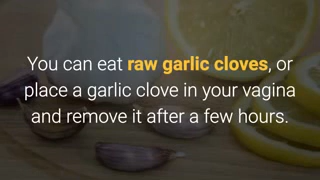 You can eat raw garlic cloves, or
place a garlic clove in your vagina
and remove it after a few hours.